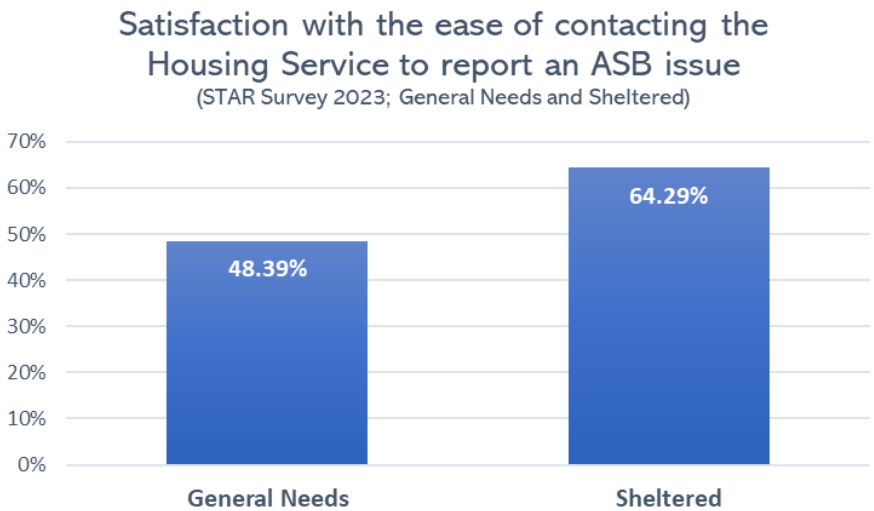 Satisfaction with the ease of contacting the
Housing Service to report an ASB issue
(STAR Survey 2023; General Needs and Sheltered)
70%
60%
50%
40%
30%
20%
10%
0%
48.39%
64.29%
General Needs
Sheltered